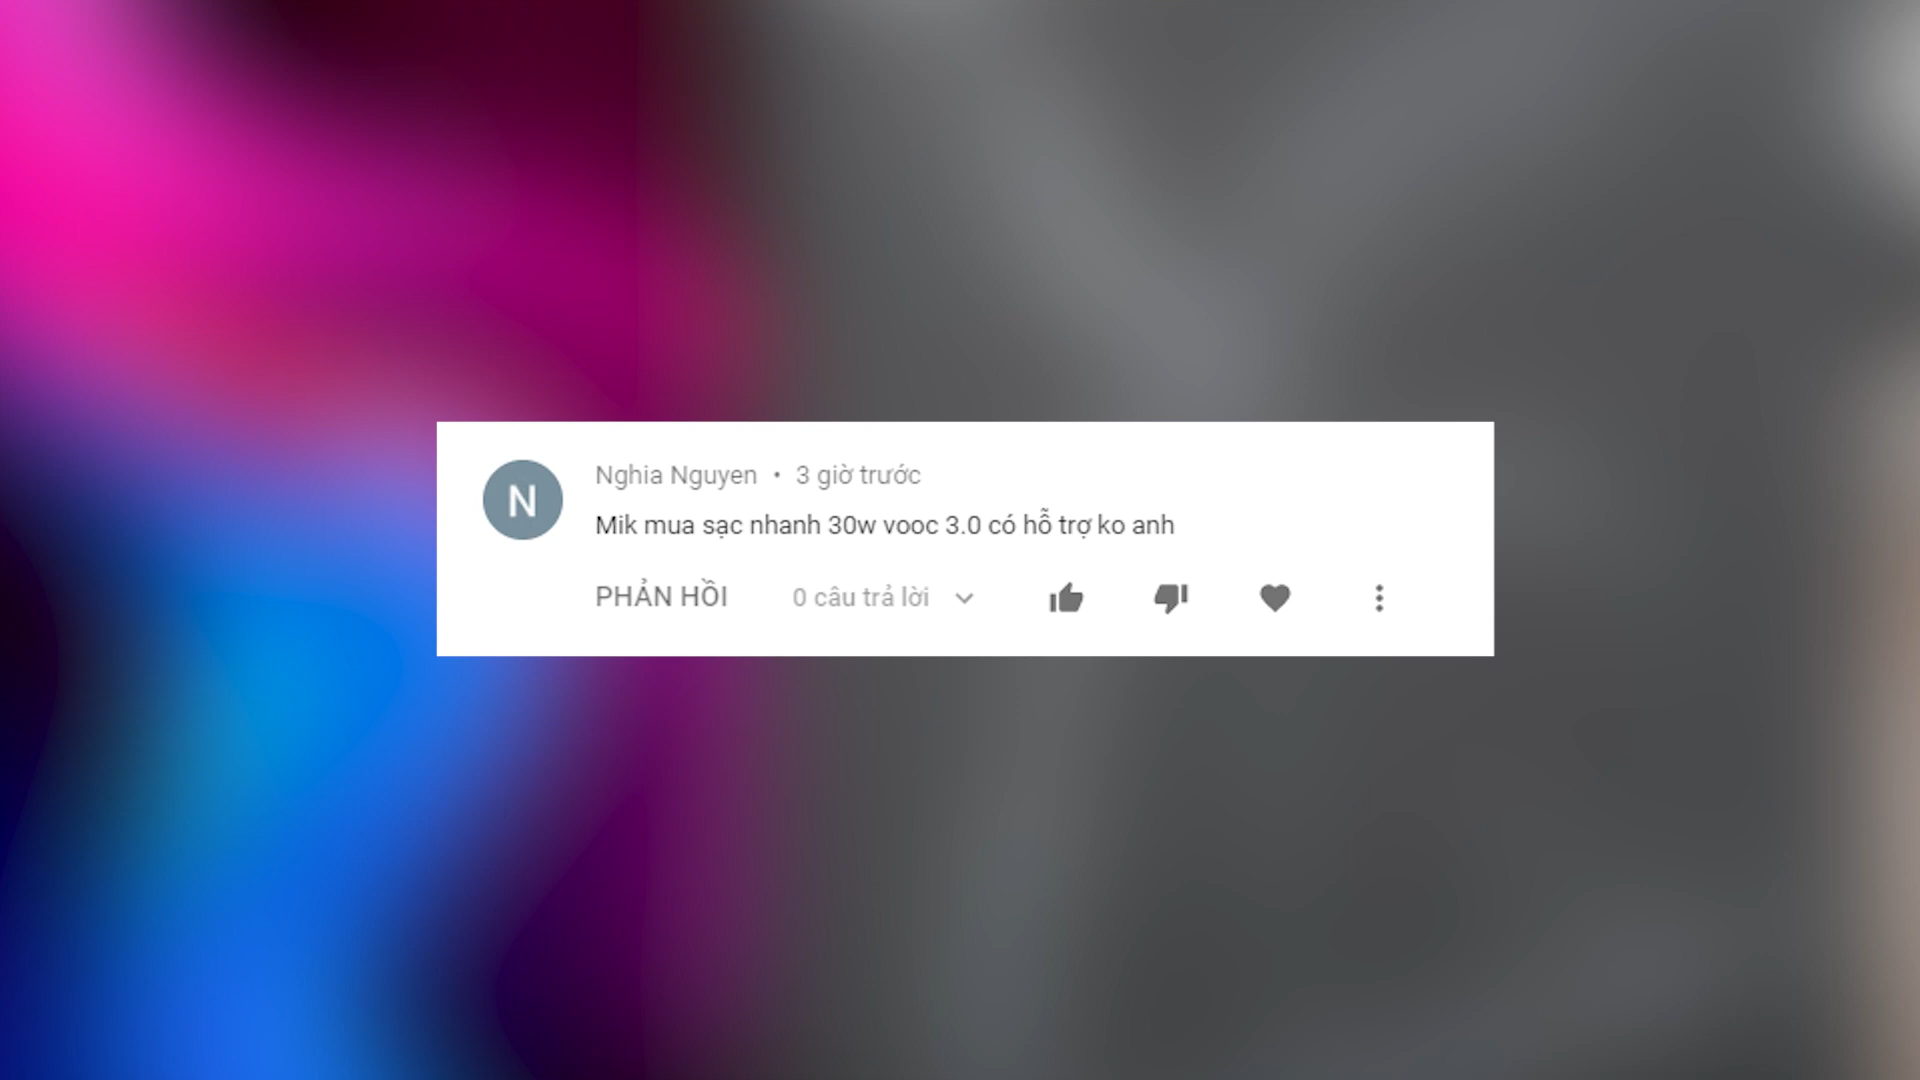 N
Nghia Nguyen • 3 giờ trước
Mik mua sạc nhanh 30w vooc 3.0 có hỗ trợ ko anh
PHẢN HỒI 0 câu trả lời